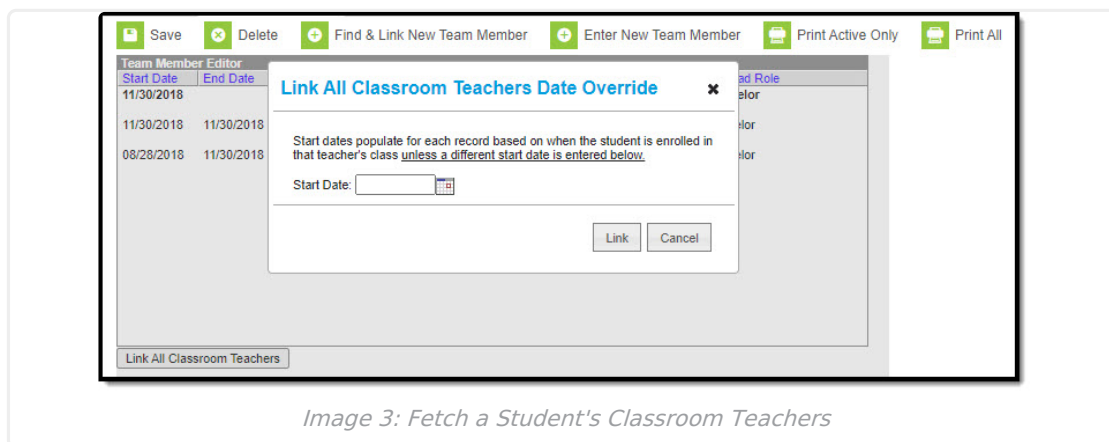 Save Delete Find & Link New Team Member Enter New Team Member Print Active Only Print All
Team Member Editor
Start Date End Date ad Role
11/30/2018 elor
11/30/2018 11/30/2018 elor
08/28/2018 11/30/2018 elor
Link All Classroom Teachers Date Override
Start dates populate for each record based on when the student is enrolled in
that teacher's class unless a different start date is entered below.
Start Date:
Link Cancel
Link All Classroom Teachers
Image 3: Fetch a Student's Classroom Teachers